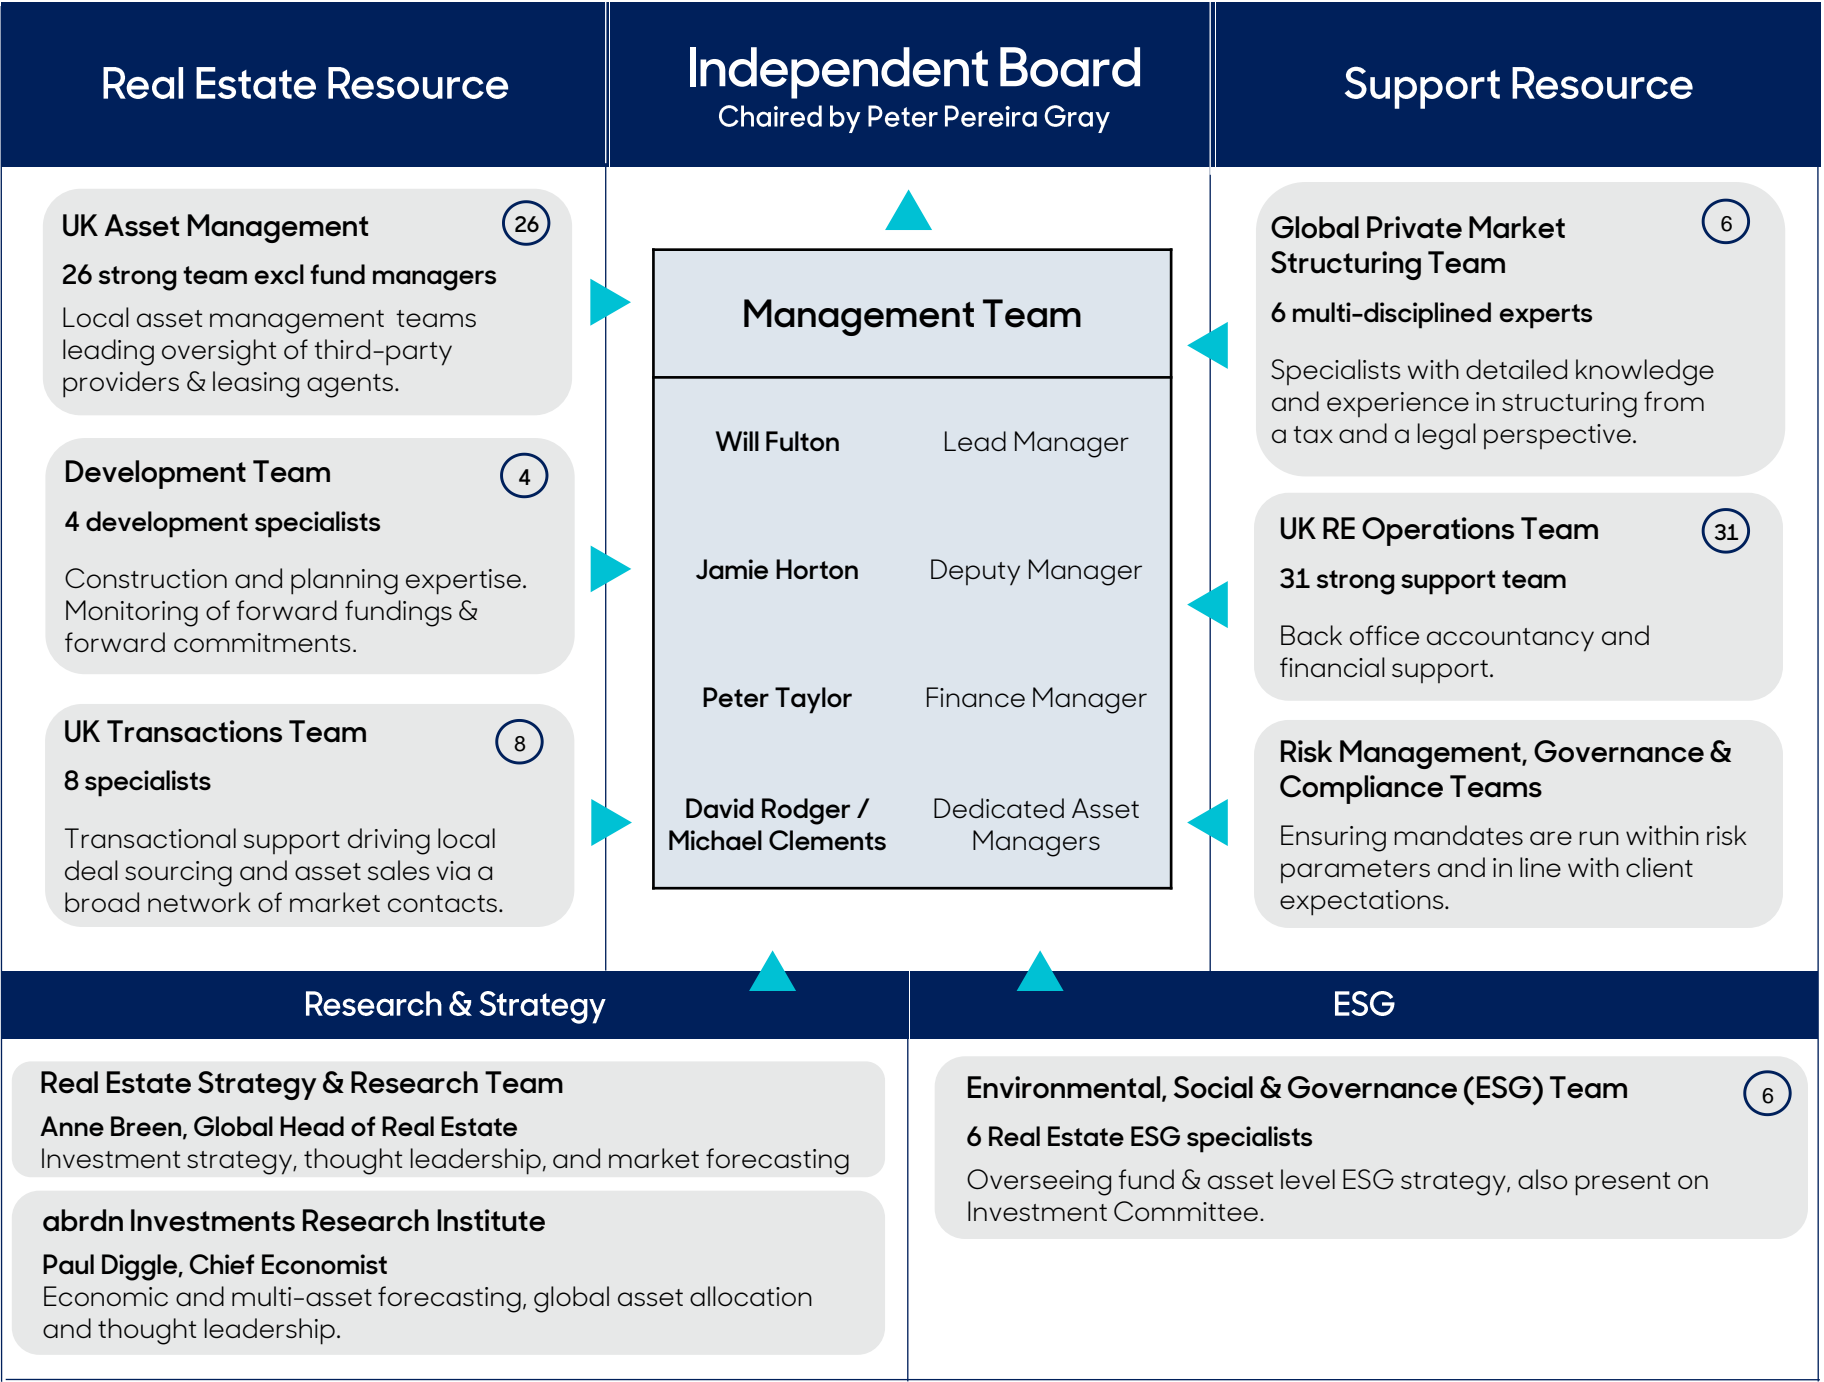 Real Estate Resource
Independent Board
Chaired by Peter Pereira Gray
Support Resource
UK Asset Management
26
26 strong team excl fund managers
Local asset management teams
leading oversight of third-party
providers & leasing agents.
Development Team
4
4 development specialists
Construction and planning expertise.
Monitoring of forward fundings &
forward commitments.
UK Transactions Team
8
8 specialists
Transactional support driving local
deal sourcing and asset sales via a
broad network of market contacts.
Management Team
Will Fulton Lead Manager
Jamie Horton Deputy Manager
Peter Taylor Finance Manager
David Rodger / Dedicated Asset
Michael Clements Managers
Global Private Market
Structuring Team
6
6 multi-disciplined experts
Specialists with detailed knowledge
and experience in structuring from
a tax and a legal perspective.
UK RE Operations Team
31
31 strong support team
Back office accountancy and
financial support.
Risk Management, Governance &
Compliance Teams
Ensuring mandates are run within risk
parameters and in line with client
expectations.
Research & Strategy
Real Estate Strategy & Research Team
Anne Breen, Global Head of Real Estate
Investment strategy, thought leadership, and market forecasting
abrdn Investments Research Institute
Paul Diggle, Chief Economist
Economic and multi-asset forecasting, global asset allocation
and thought leadership.
ESG
Environmental, Social & Governance (ESG) Team
6
6 Real Estate ESG specialists
Overseeing fund & asset level ESG strategy, also present on
Investment Committee.